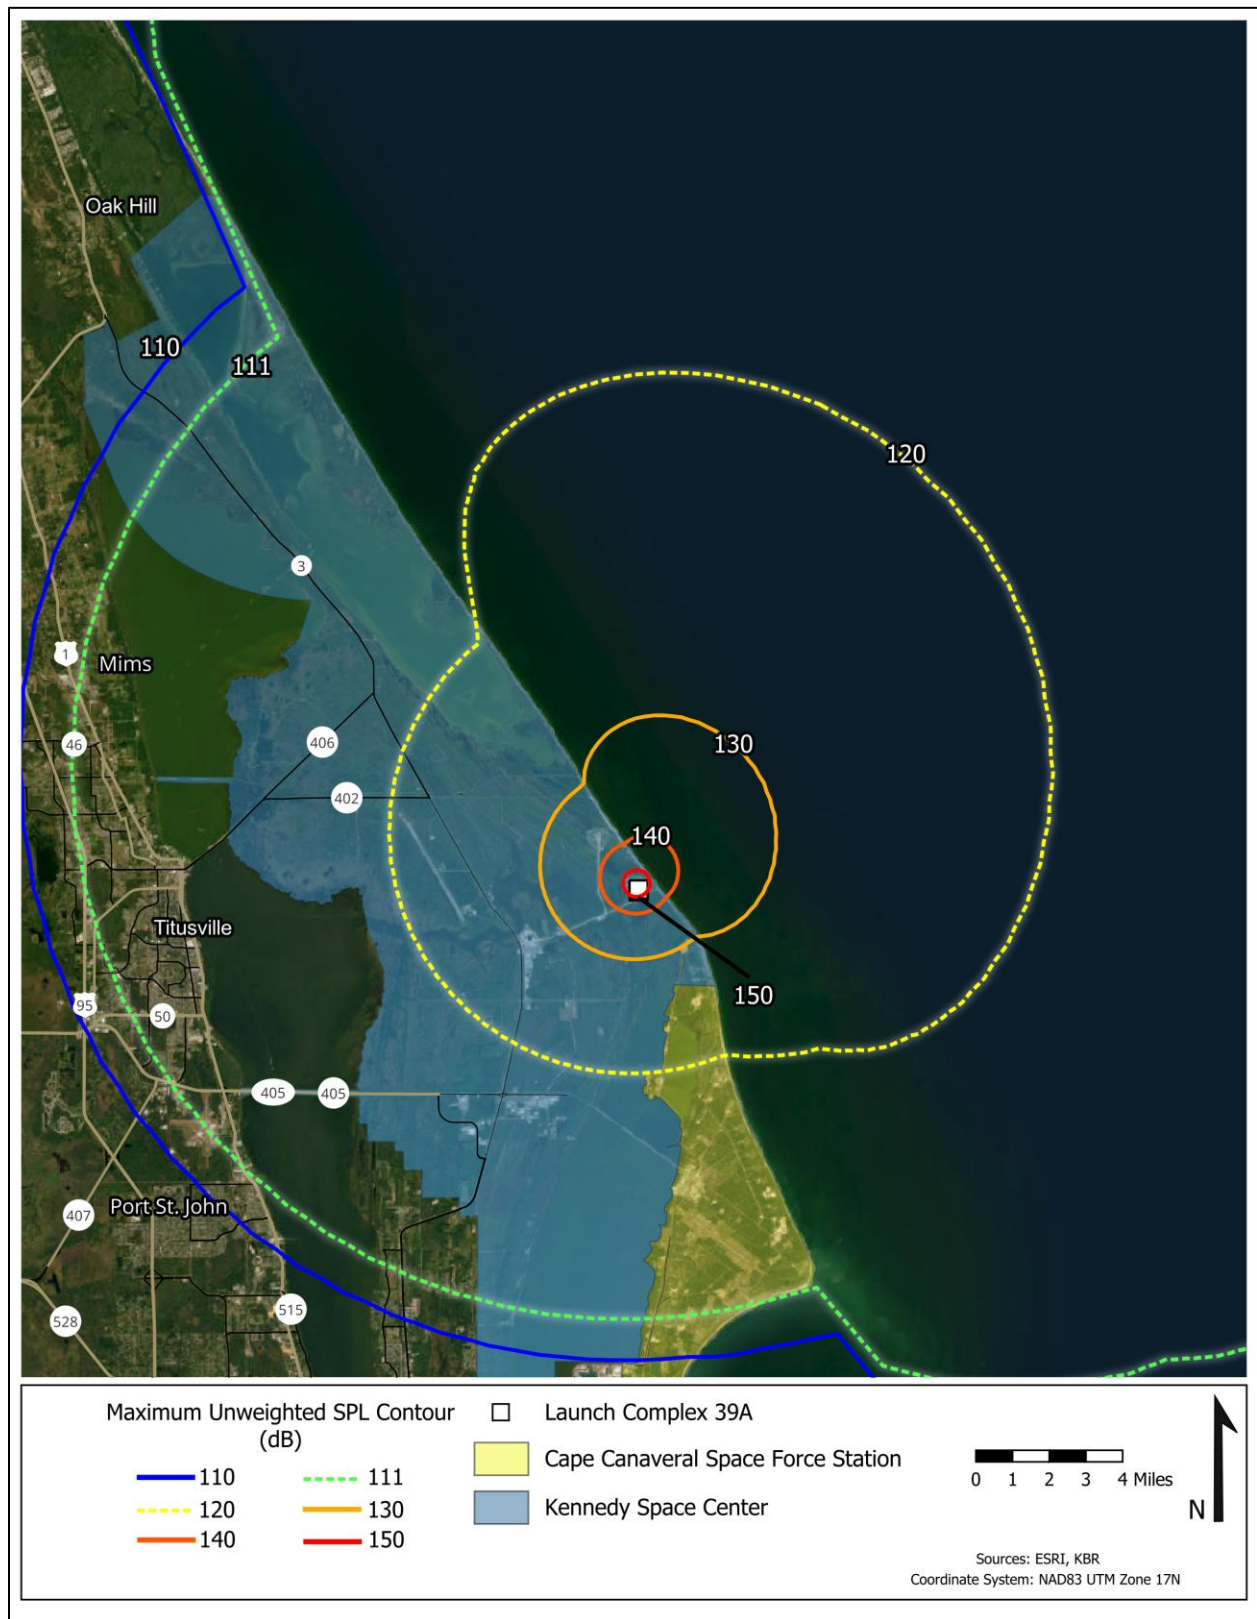 Oak Hill
110
111
120
3
1
Mims
46
406
130
402
140
Titusville
95
50
150
405
405
Port St. John
407
515
528
Maximum Unweighted SPL Contour
(dB)
110
111
120
130
140
150
Launch Complex 39A
Cape Canaveral Space Force Station
Kennedy Space Center
0 1 2 3 4 Miles
N
Sources: ESRI, KBR
Coordinate System: NAD83 UTM Zone 17N